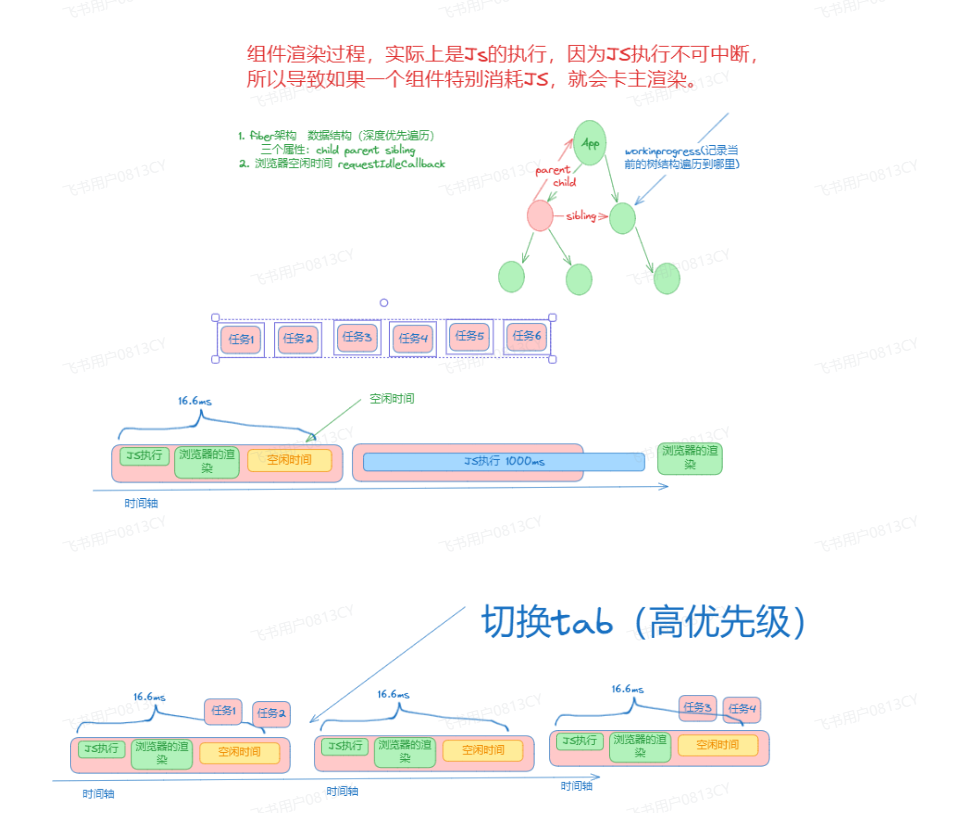 组件渲染过程，实际上是Js的执行，因为JS执行不可中断，
所以导致如果一个组件特别消耗JS，就会卡主渲染。
1. fiber架构 数据结构（深度优先遍历）
三个属性：child parent sibling
2. 浏览器空闲时间 requestIdleCallback
App
workinprogress(记录当
前的树结构遍历到哪里)
parent
child
sibling
任务1
任务2
任务3
任务4
任务5
任务6
16.6ms
空闲时间
JS执行
浏览器的渲
染
空闲时间
JS执行 1000ms
浏览器的渲
染
时间轴
切换tab（高优先级）
16.6ms
任务1
任务2
JS执行
浏览器的渲
染
空闲时间
时间轴
16.6ms
JS执行
浏览器的渲
染
空闲时间
时间轴
16.6ms
任务3
任务4
JS执行
浏览器的渲
染
空闲时间
时间轴
飞书用户0813CY